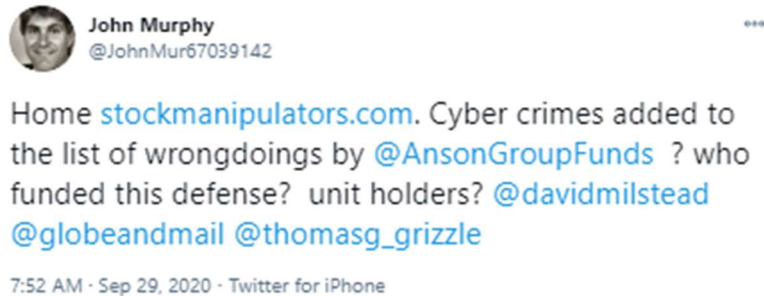 John Murphy
@JohnMur67039142
Home stockmanipulators.com. Cyber crimes added to
the list of wrongdoings by @AnsonGroupFunds ? who
funded this defense? unit holders? @davidmilstead
@globeandmail @thomasg_grizzle
7:52 AM · Sep 29, 2020 · Twitter for iPhone